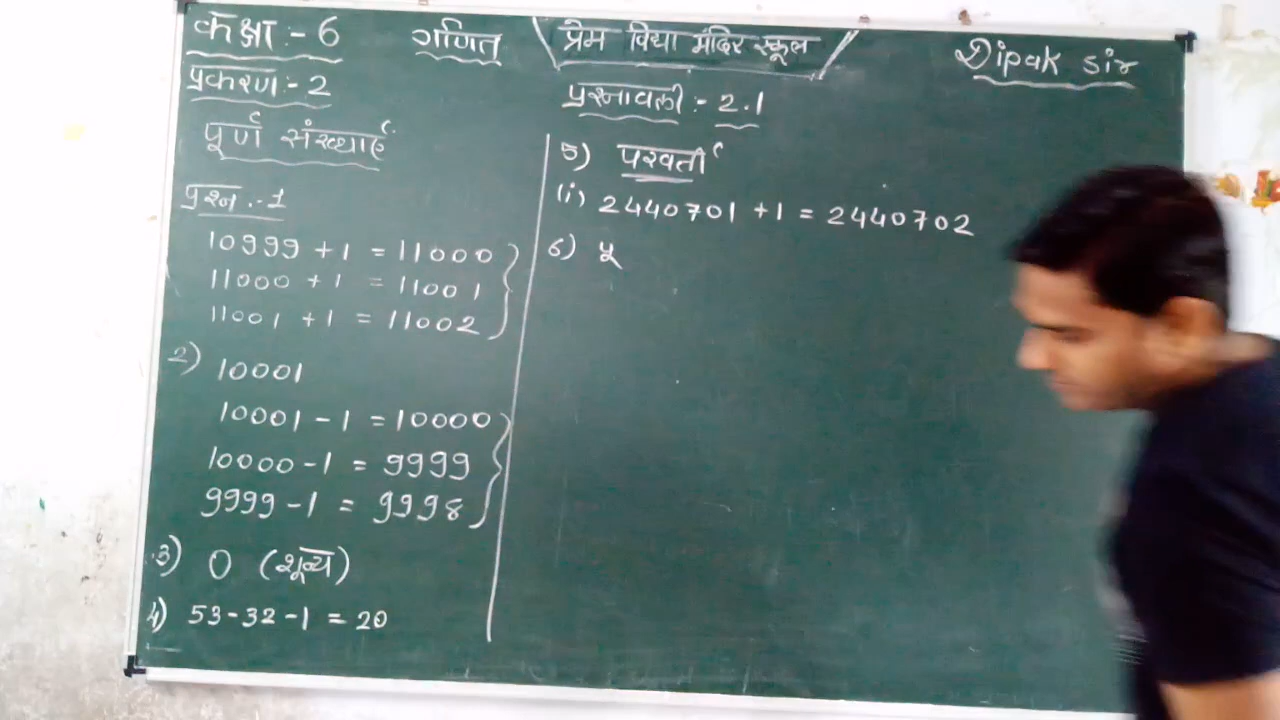 कक्षा :- 6 गणित प्रेम विद्या मंदिर स्कूल Dipak sir
प्रकरण :- 2
पूर्ण संख्याएँ
प्रश्न :- 1
10999 + 1 = 11000
11000 + 1 = 11001
11001 + 1 = 11002
2) 10001
10001 - 1 = 10000
10000 - 1 = 9999
9999 - 1 = 9998
3) 0 (शून्य)
4) 53 - 32 - 1 = 20
प्रश्नावली :- 2.1
5) परवर्ती
(i) 2440701 + 1 = 2440702
6) पू